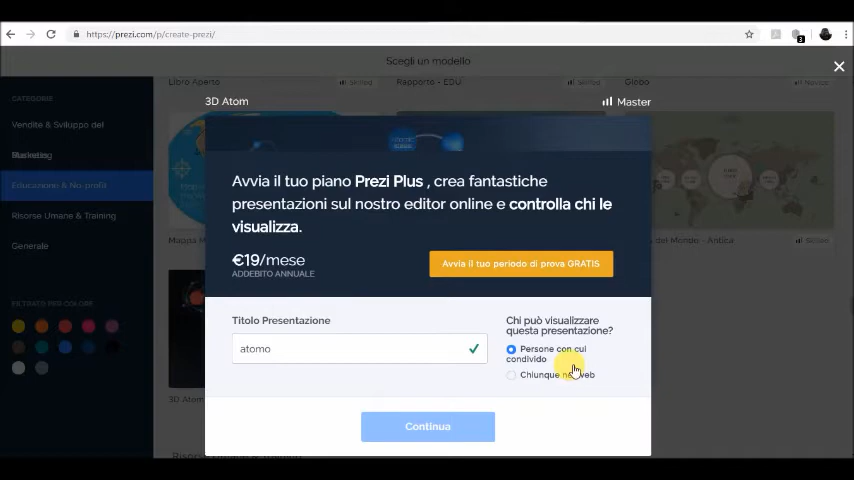 https://prezi.com/p/create-prezi/
3
Scegli un modello
Libro Aperto
Skilled
Rapporto - EDU
Skilled
Globo
CATEGORIE
Vendite & Sviluppo del
Marketing
Educazione & No-profit
Risorse Umane & Training
Generale
FILTRATO PER COLORE
3D Atom
Master
Avvia il tuo piano Prezi Plus , crea fantastiche
presentazioni sul nostro editor online e controlla chi le
visualizza.
€19/mese
ADDEBITO ANNUALE
Avvia il tuo periodo di prova GRATIS
Titolo Presentazione
atomo
Chi può visualizzare
questa presentazione?
Persone con cui
condivido
Chiunque nel web
Continua
Mappa
del Mondo - Antica
3D Atom